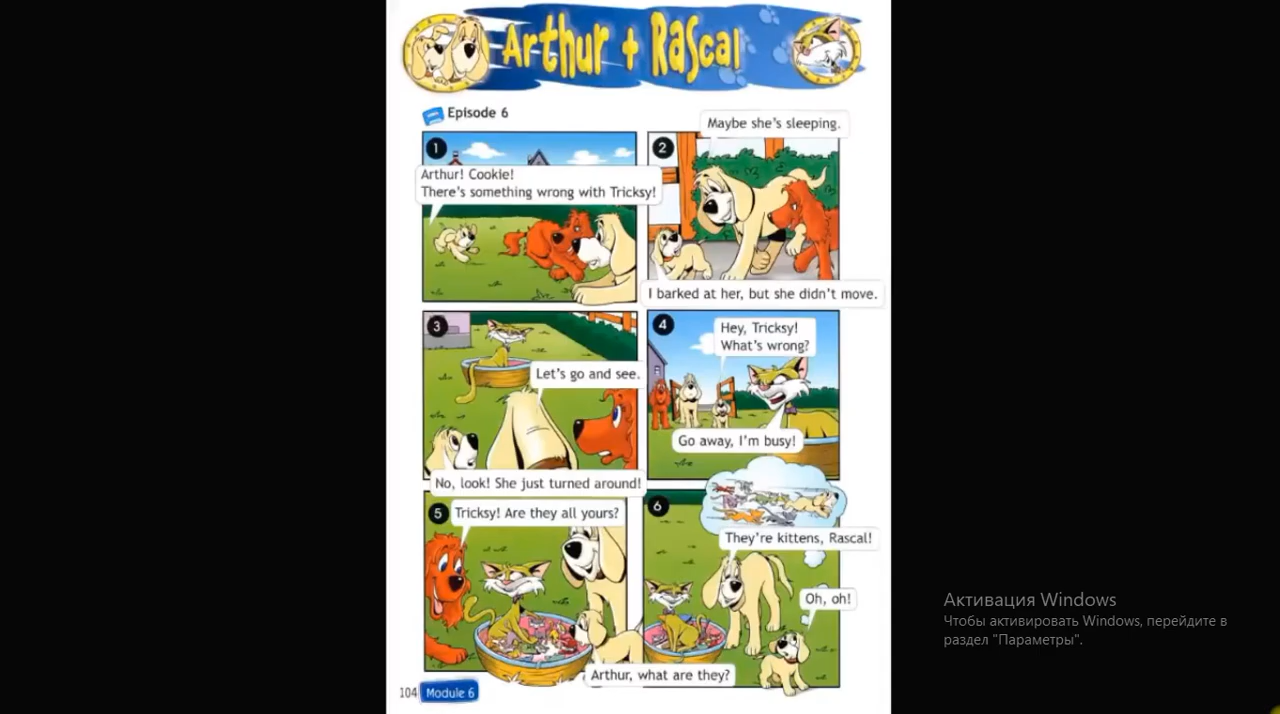 Arthur + Rascal
Episode 6
1
Arthur! Cookie!
There's something wrong with Tricksy!
2
Maybe she's sleeping.
I barked at her, but she didn't move.
3
Let's go and see.
No, look! She just turned around!
4
Hey, Tricksy!
What's wrong?
Go away, I'm busy!
5
Tricksy! Are they all yours?
Arthur, what are they?
6
They're kittens, Rascal!
Oh, oh!
104 Module 6
Активация Windows
Чтобы активировать Windows, перейдите в
раздел "Параметры".